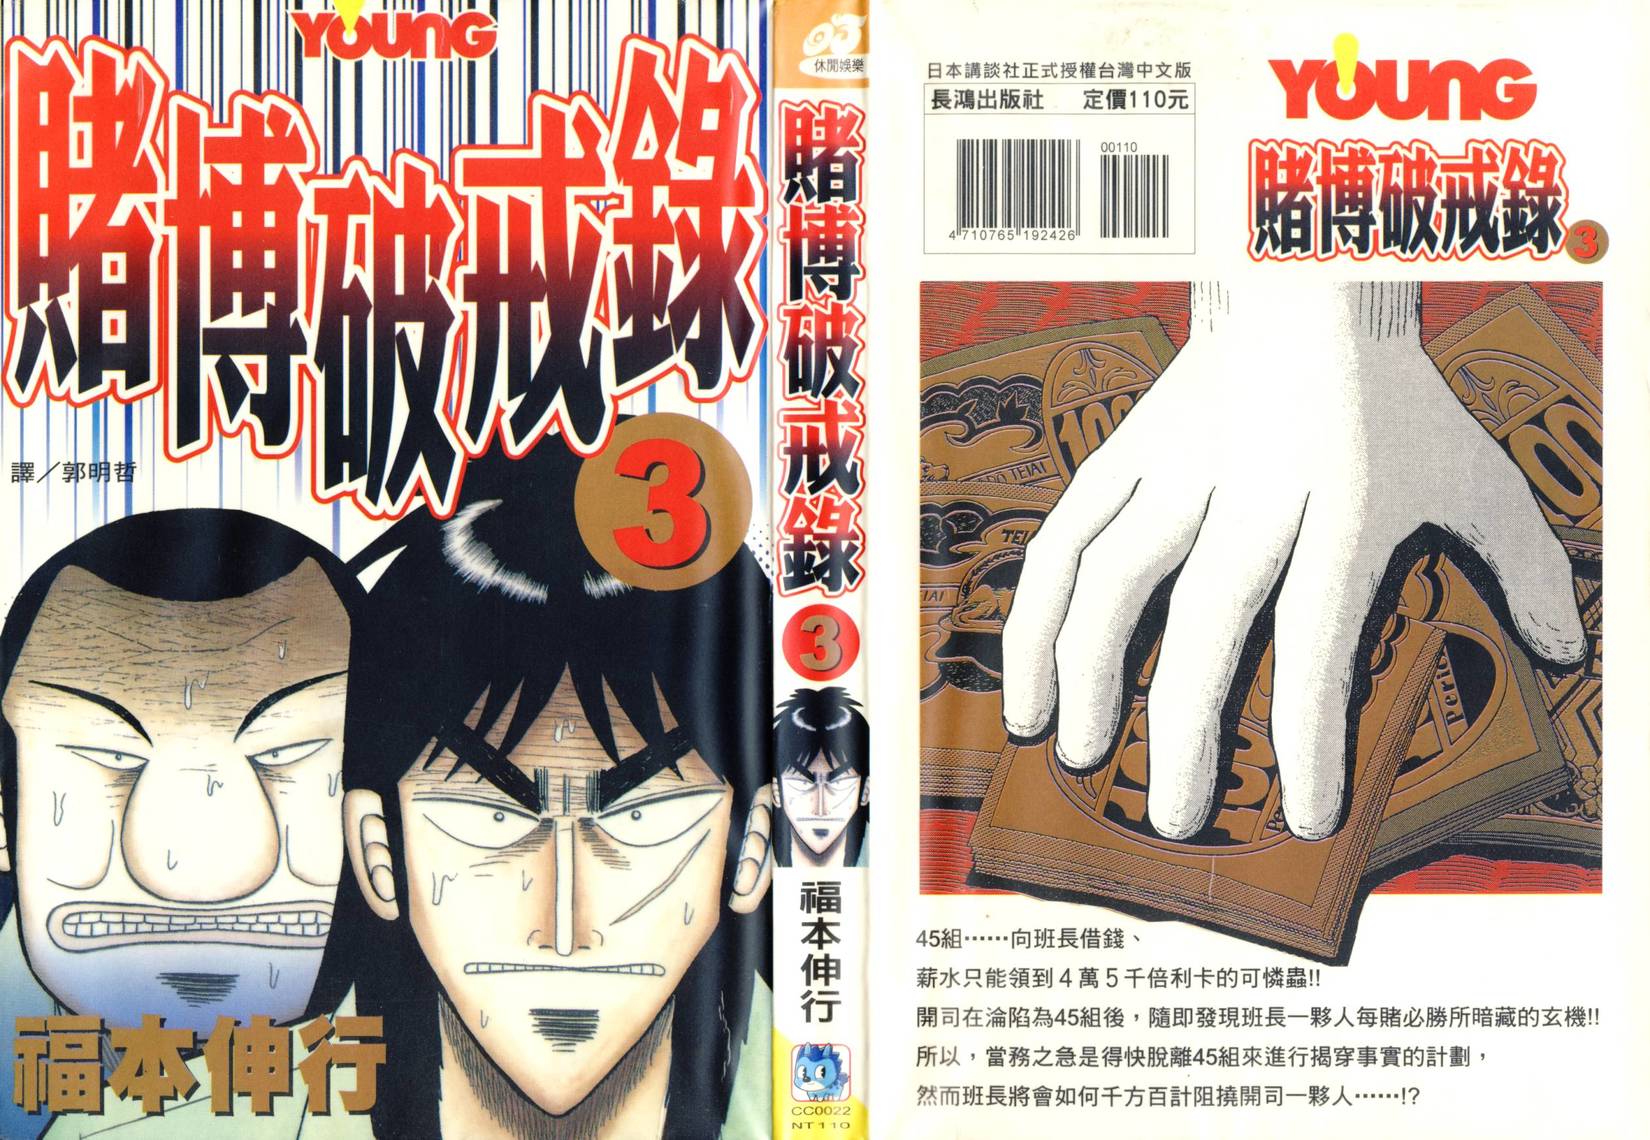 YOUNG
賭博破戒錄
3
譯／郭明哲
福本伸行
休閒娛樂
賭博破戒錄
3
福本伸行
CC0022
NT110
日本講談社正式授權台灣中文版
長鴻出版社 定價110元
00110
4 710765 192426
YOUNG
賭博破戒錄
3
100
TEIAI
00
TEI
IAI
Peric
45組……向班長借錢、
薪水只能領到４萬５千倍利卡的可憐蟲!!
開司在淪陷為45組後，隨即發現班長一夥人每賭必勝所暗藏的玄機!!
所以，當務之急是得快脫離45組來進行揭穿事實的計劃，
然而班長將會如何千方百計阻撓開司一夥人……!?